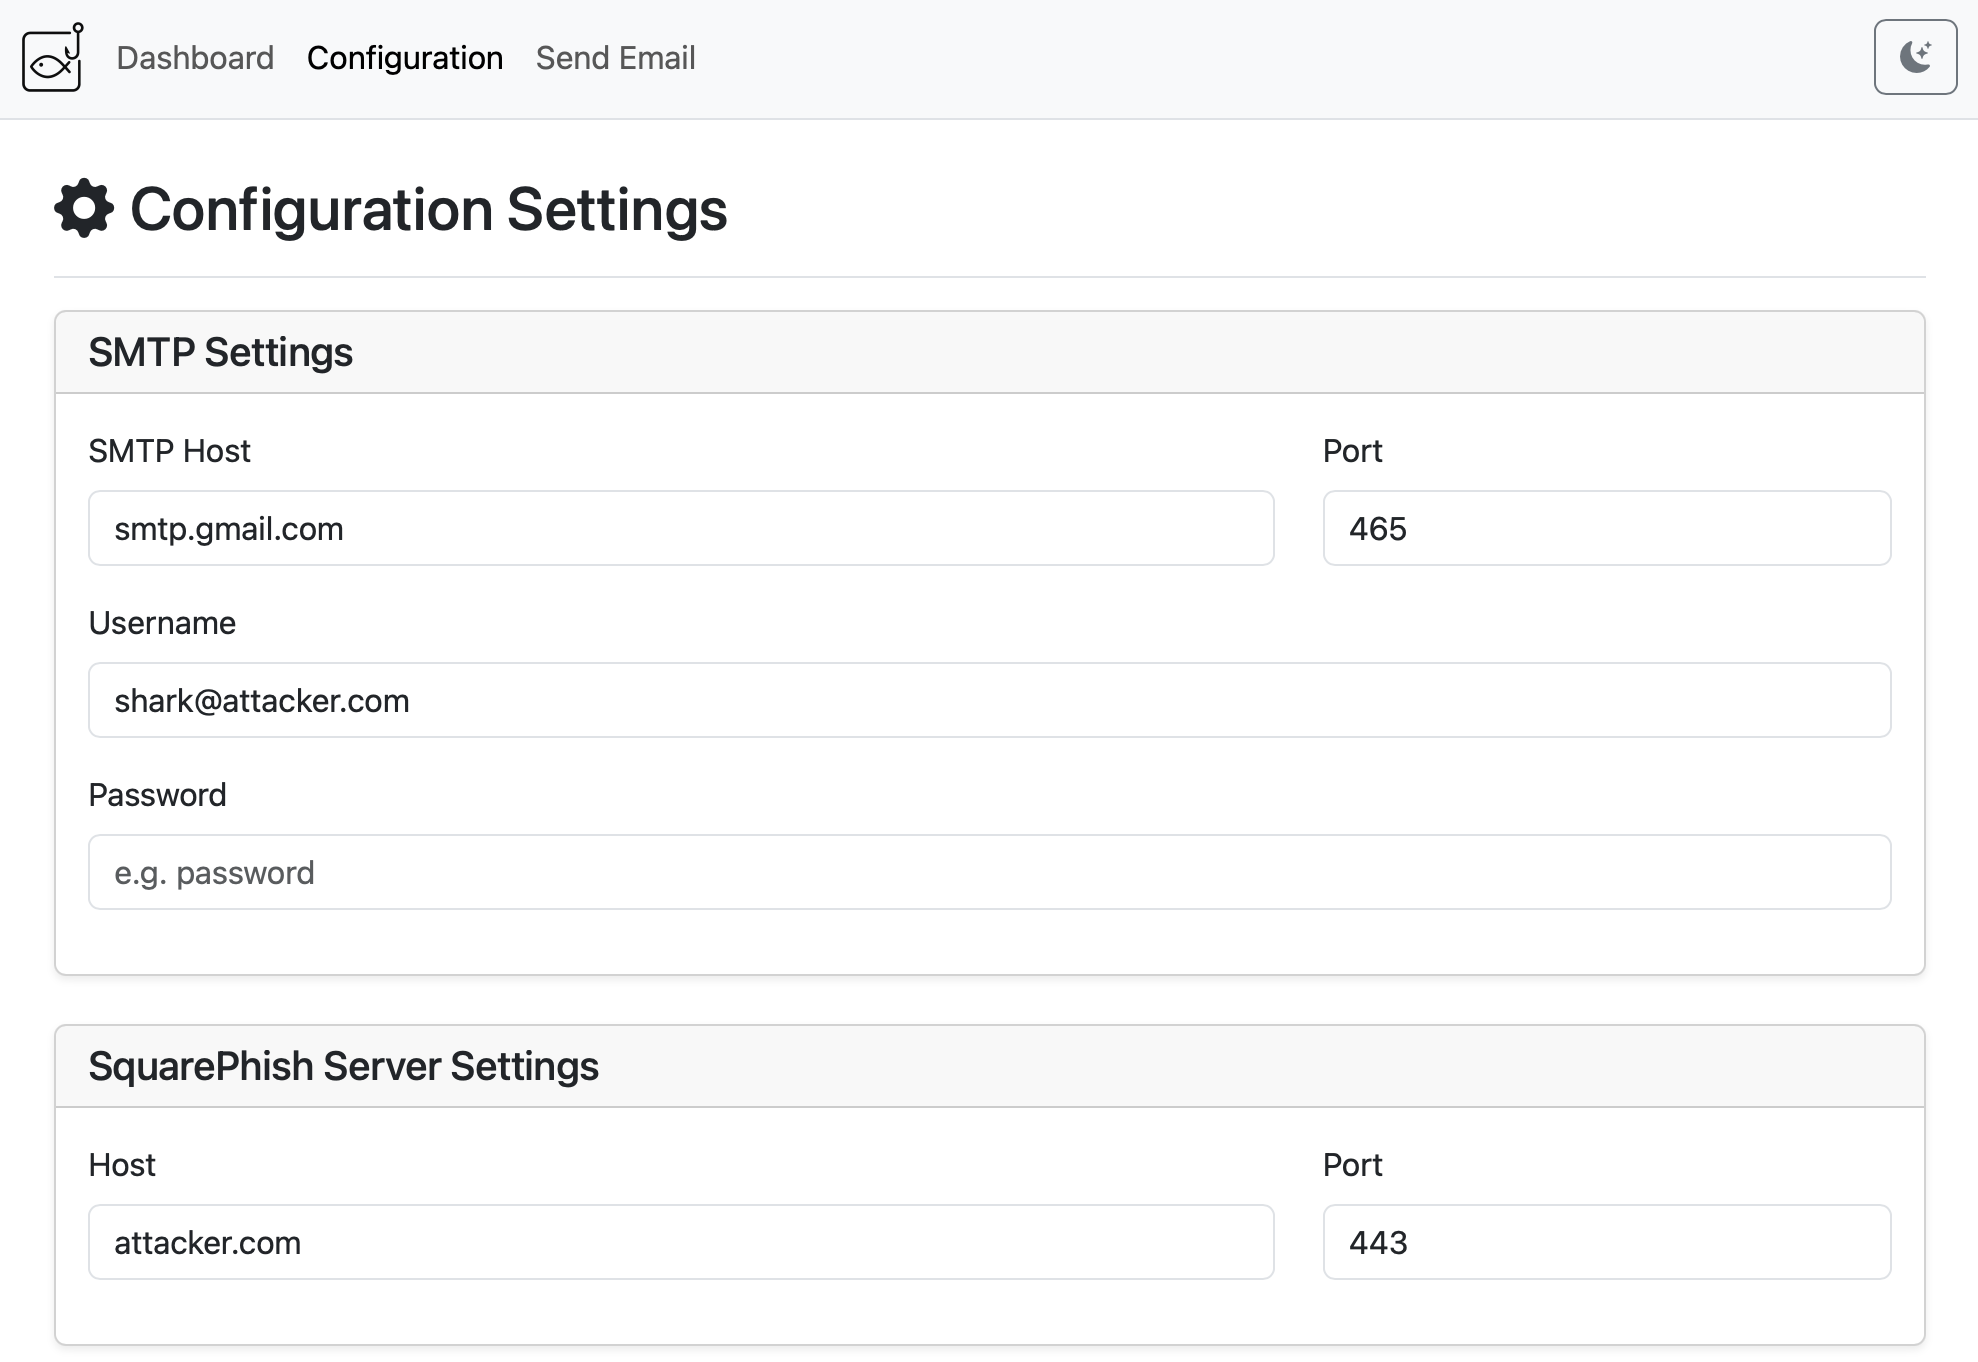 Dashboard Configuration Send Email
Configuration Settings
SMTP Settings
SMTP Host Port
smtp.gmail.com 465
Username
shark@attacker.com
Password
e.g. password
SquarePhish Server Settings
Host Port
attacker.com 443